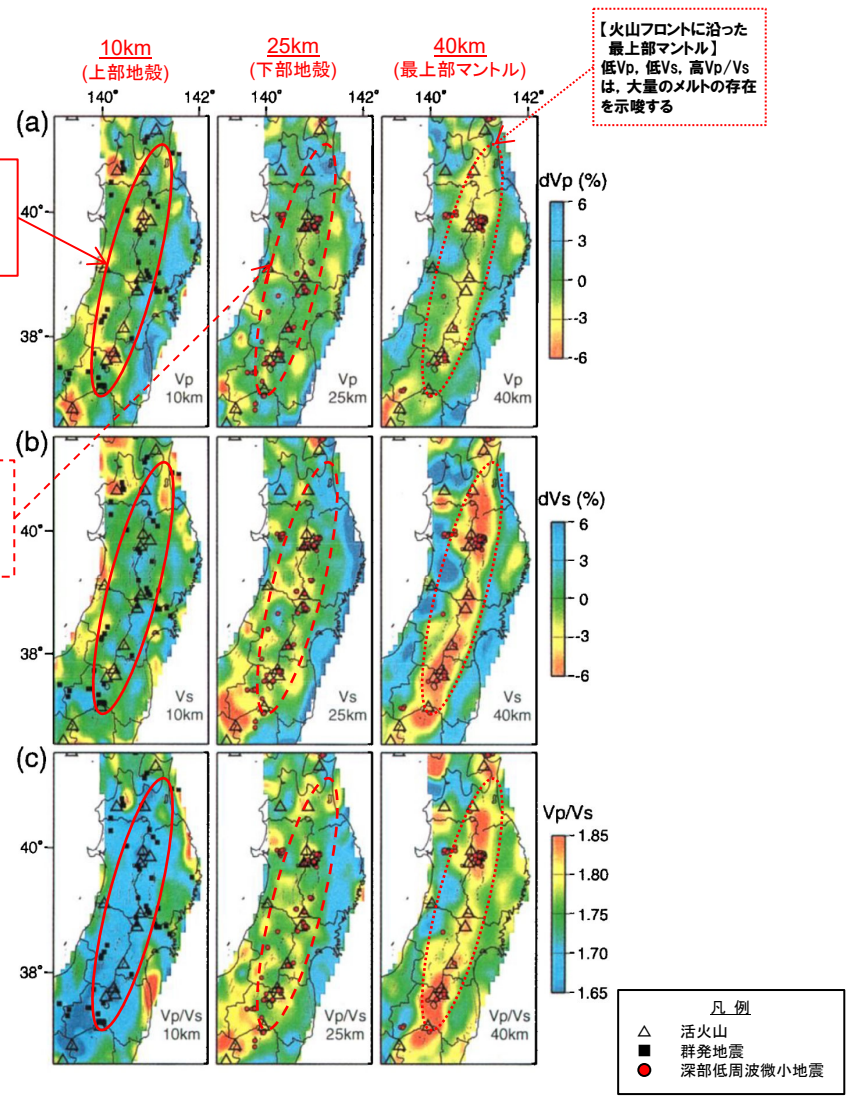 【火山フロントに沿った
最上部マントル】
低Vp, 低Vs, 高Vp/Vs
は, 大量のメルトの存在
を示唆する
10km
(上部地殻)
25km
(下部地殻)
40km
(最上部マントル)
140°
142°
140°
142°
140°
142°
(a)
40°
38°
Vp
10km
Vp
25km
Vp
40km
dVp (%)
6
3
0
-3
-6
(b)
40°
38°
Vs
10km
Vs
25km
Vs
40km
dVs (%)
6
3
0
-3
-6
(c)
40°
38°
Vp/Vs
10km
Vp/Vs
25km
Vp/Vs
40km
Vp/Vs
1.85
1.80
1.75
1.70
1.65
凡 例
活火山
群発地震
深部低周波微小地震